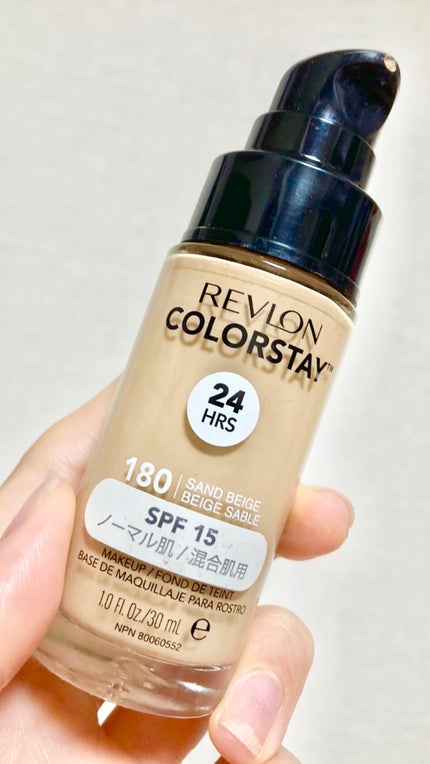 REVLON
COLORSTAY™
24
HRS
180 | SAND BEIGE
BEIGE SABLE
SPF 15
ノーマル肌 / 混合肌用
MAKEUP / FOND DE TEINT
BASE DE MAQUILLAJE PARA ROSTRO
1.0 FL. OZ./30 mL ℮
NPN 80060552